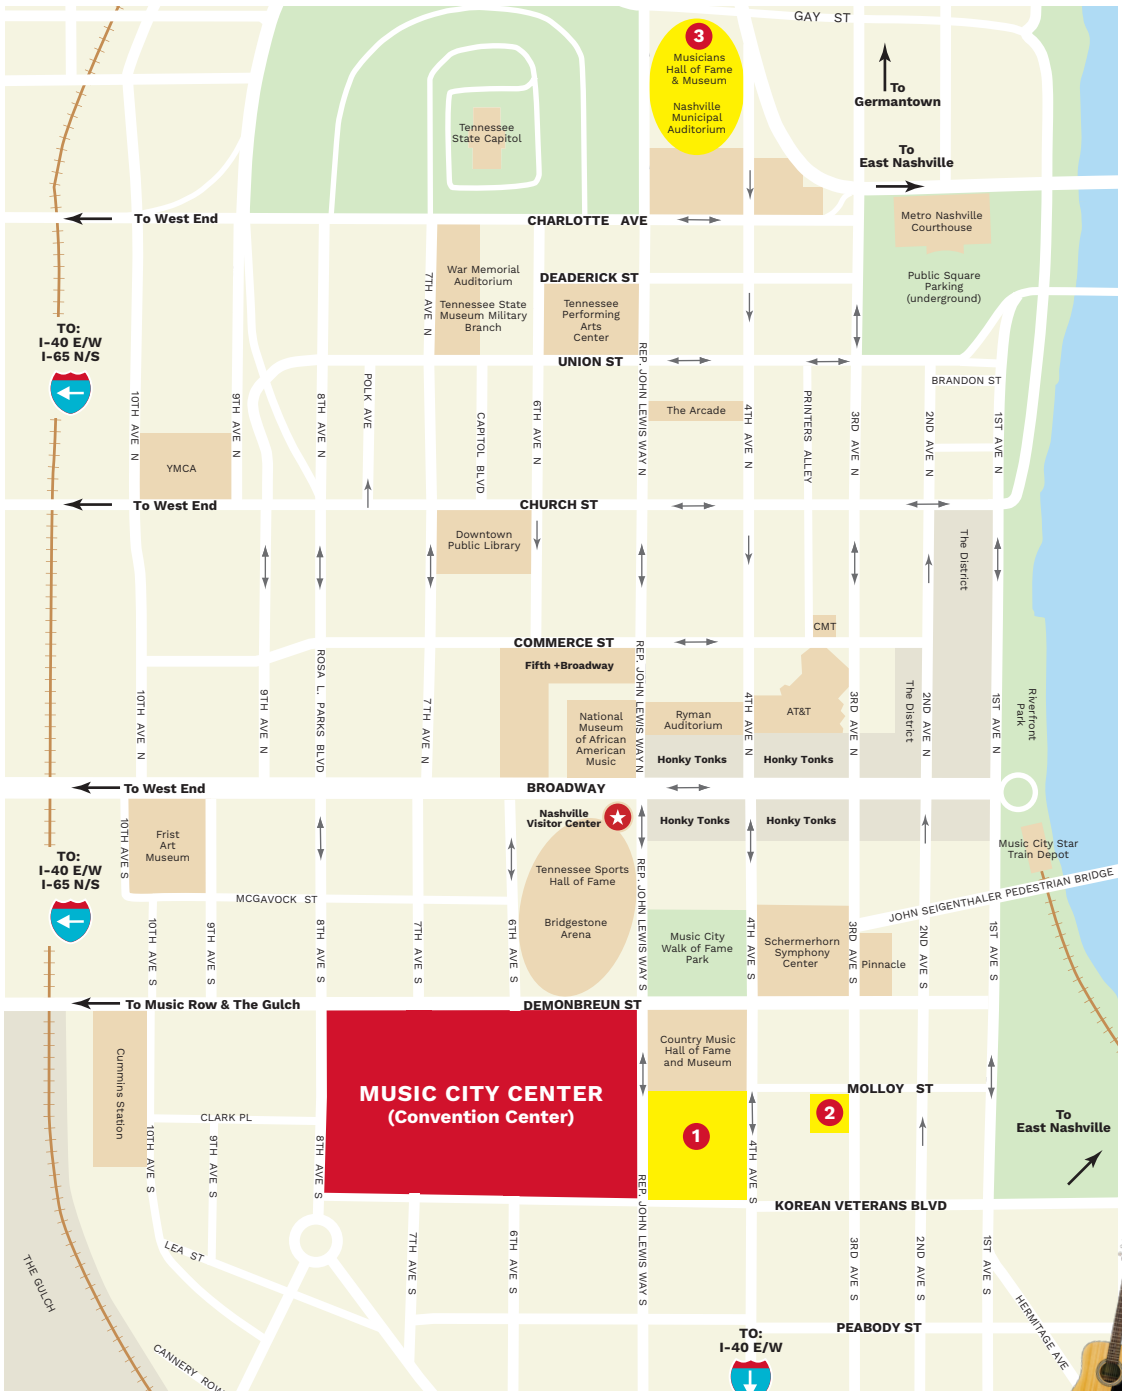 GAY ST
3
Musicians
Hall of Fame
& Museum
Nashville
Municipal
Auditorium
To
Germantown
Tennessee
State Capitol
To
East Nashville
To West End
CHARLOTTE AVE
Metro Nashville
Courthouse
War Memorial
Auditorium
DEADERICK ST
Public Square
Parking
(underground)
7TH AVE N
Tennessee State
Museum Military
Branch
Tennessee
Performing
Arts
Center
TO:
I-40 E/W
I-65 N/S
UNION ST
REP. JOHN LEWIS WAY N
BRANDON ST
10TH AVE N
9TH AVE N
8TH AVE N
POLK AVE
CAPITOL BLVD
6TH AVE N
The Arcade
4TH AVE N
PRINTERS ALLEY
3RD AVE N
2ND AVE N
1ST AVE N
YMCA
To West End
CHURCH ST
Downtown
Public Library
The District
CMT
COMMERCE ST
REP. JOHN LEWIS WAY N
Fifth +Broadway
ROSA L. PARKS BLVD
10TH AVE N
9TH AVE N
7TH AVE N
National
Museum
of African
American
Music
Ryman
Auditorium
4TH AVE N
AT&T
3RD AVE N
The District
2ND AVE N
1ST AVE N
Riverfront
Park
Honky Tonks
Honky Tonks
To West End
BROADWAY
Nashville
Visitor Center
Honky Tonks
Honky Tonks
10TH AVE S
Frist
Art
Museum
TO:
I-40 E/W
I-65 N/S
Music City Star
Train Depot
Tennessee Sports
Hall of Fame
REP. JOHN LEWIS WAY S
JOHN SEIGENTHALER PEDESTRIAN BRIDGE
MCGAVOCK ST
10TH AVE S
9TH AVE S
8TH AVE S
7TH AVE S
6TH AVE S
Bridgestone
Arena
Music City
Walk of Fame
Park
4TH AVE S
Schermerhorn
Symphony
Center
3RD AVE S
Pinnacle
2ND AVE S
1ST AVE S
To Music Row & The Gulch
DEMONBREUN ST
Cummins Station
Country Music
Hall of Fame
and Museum
MUSIC CITY CENTER
(Convention Center)
MOLLOY ST
2
1
To
East Nashville
CLARK PL
10TH AVE S
9TH AVE S
8TH AVE S
4TH AVE S
REP. JOHN LEWIS WAY S
KOREAN VETERANS BLVD
LEA ST
7TH AVE S
6TH AVE S
3RD AVE S
2ND AVE S
1ST AVE S
THE GULCH
HERMITAGE AVE
PEABODY ST
TO:
I-40 E/W
CANNERY ROW